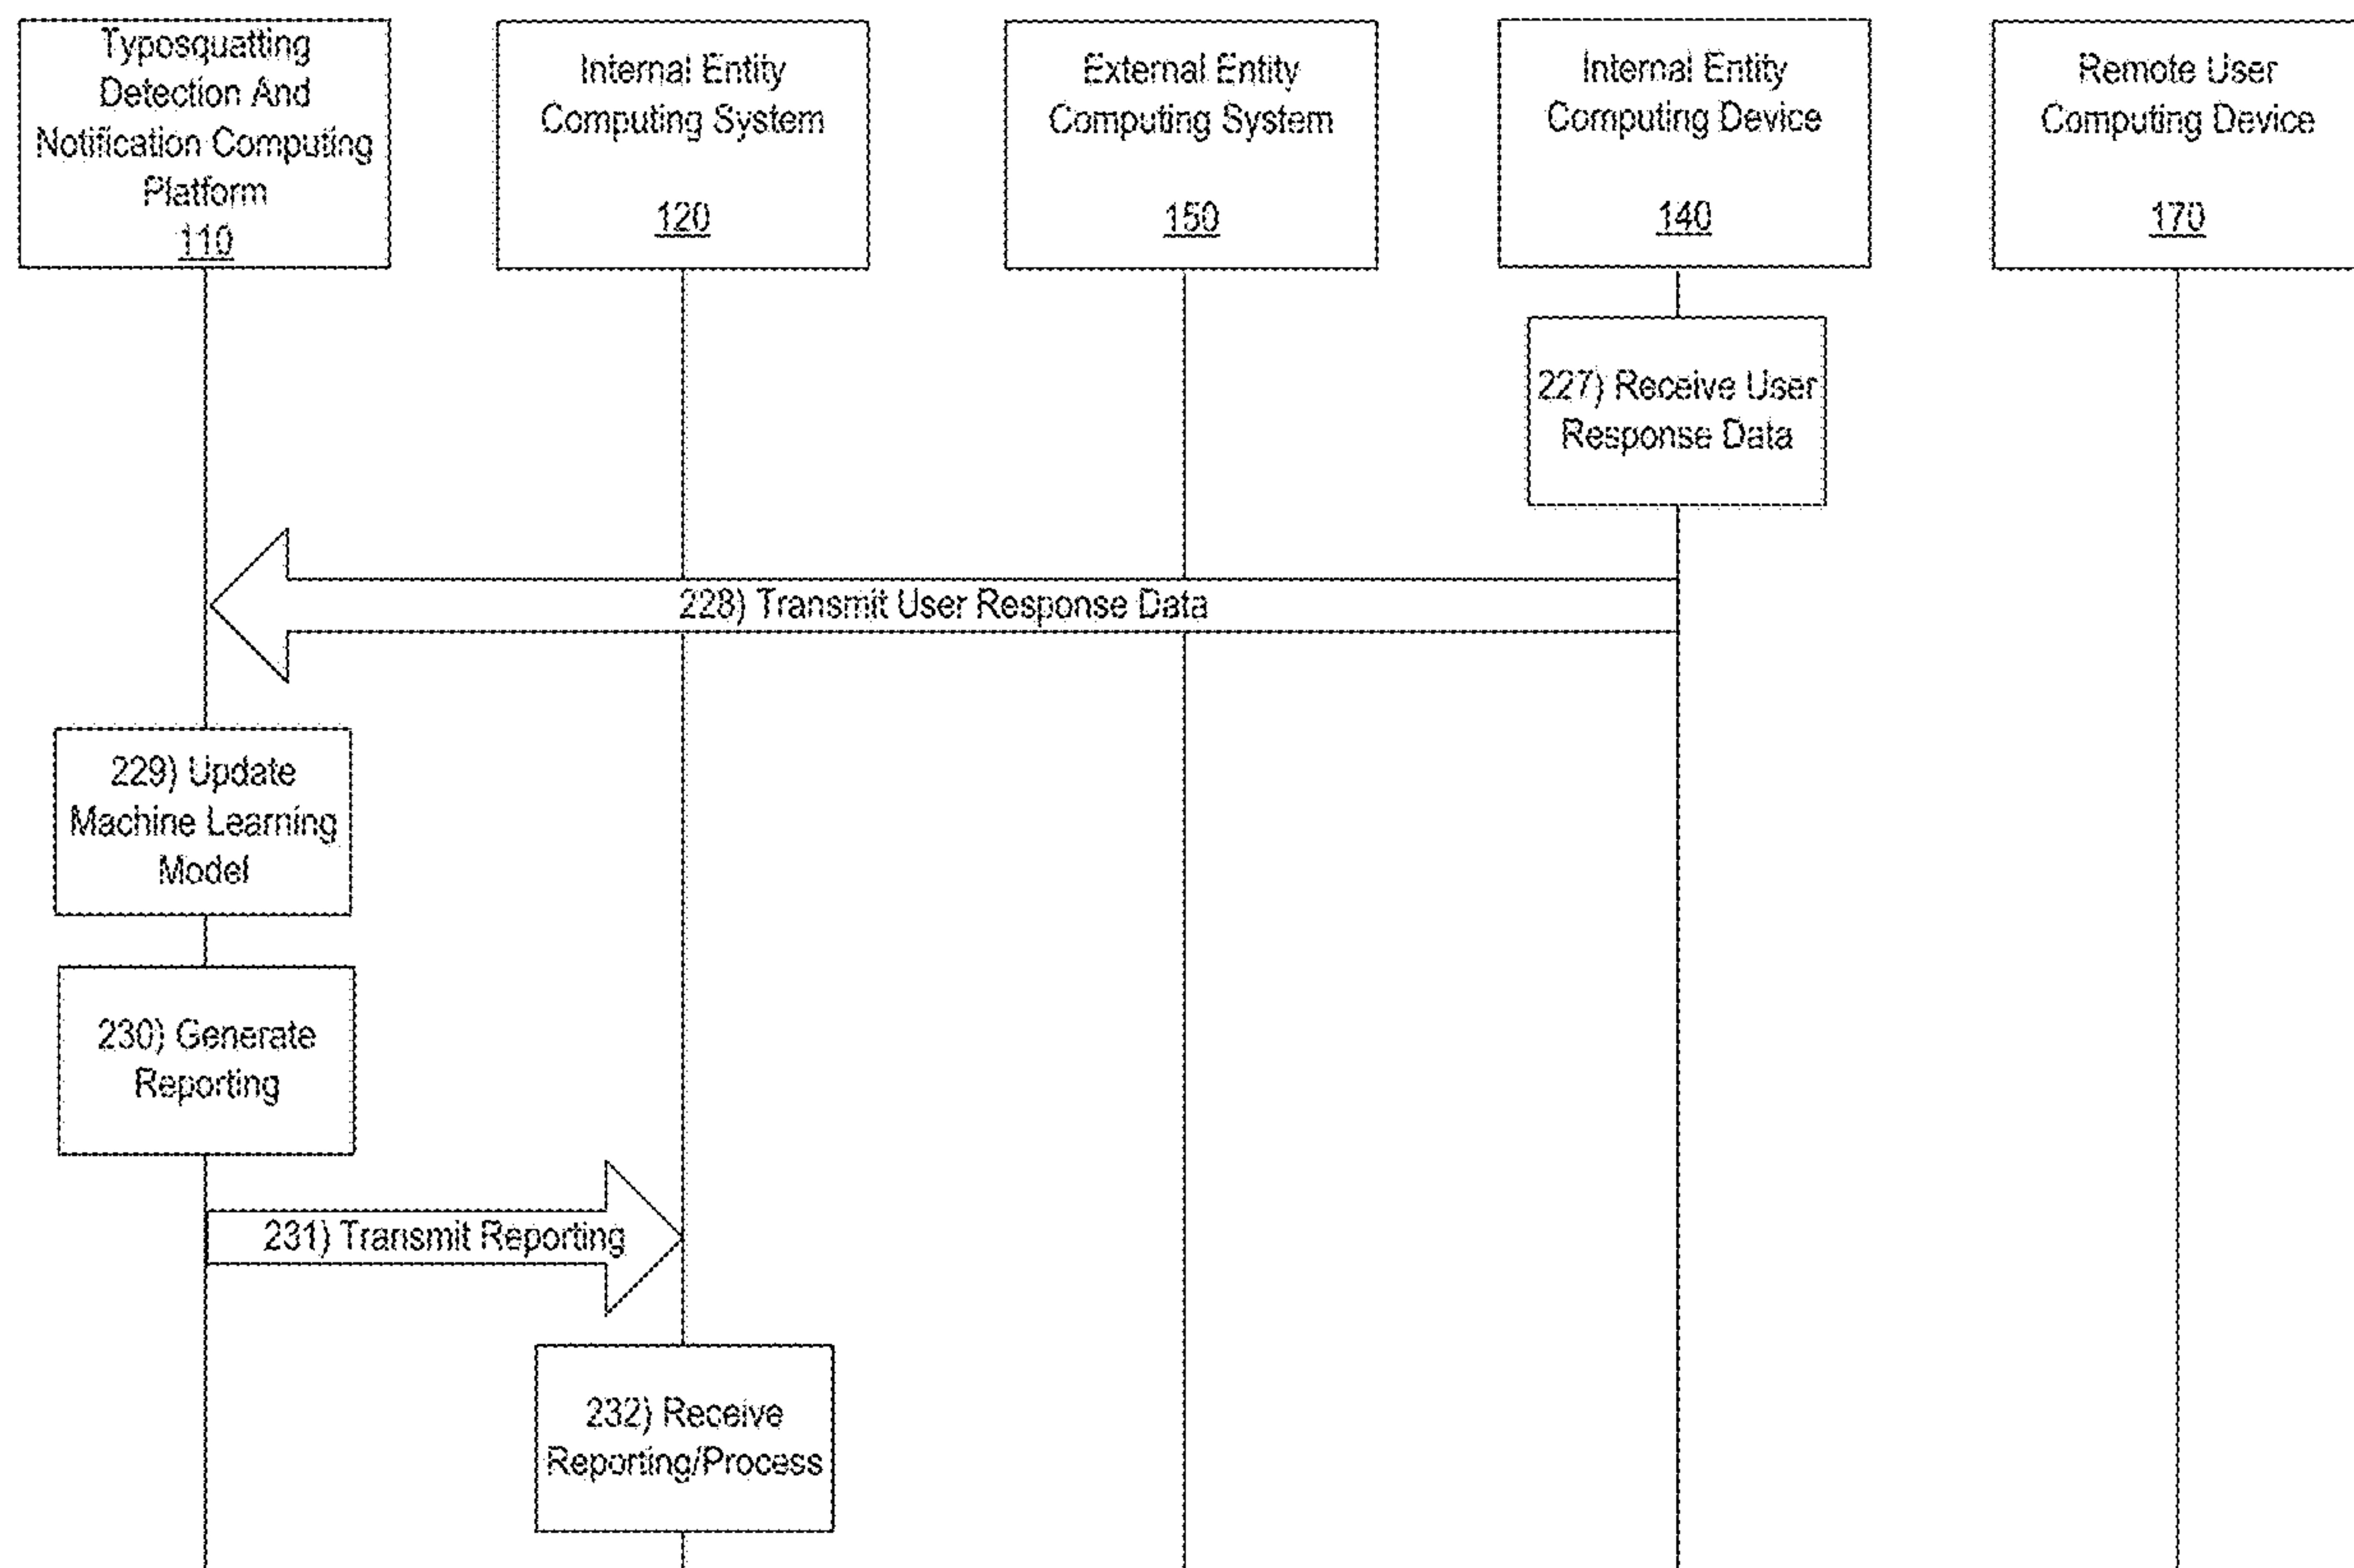 Typosquatting
Detection And
Notification Computing
Platform
110
Internal Entity
Computing System
120
External Entity
Computing System
150
Internal Entity
Computing Device
140
Remote User
Computing Device
170
227) Receive User
Response Data
228) Transmit User Response Data
229) Update
Machine Learning
Model
230) Generate
Reporting
231) Transmit Reporting
232) Receive
Reporting/Process